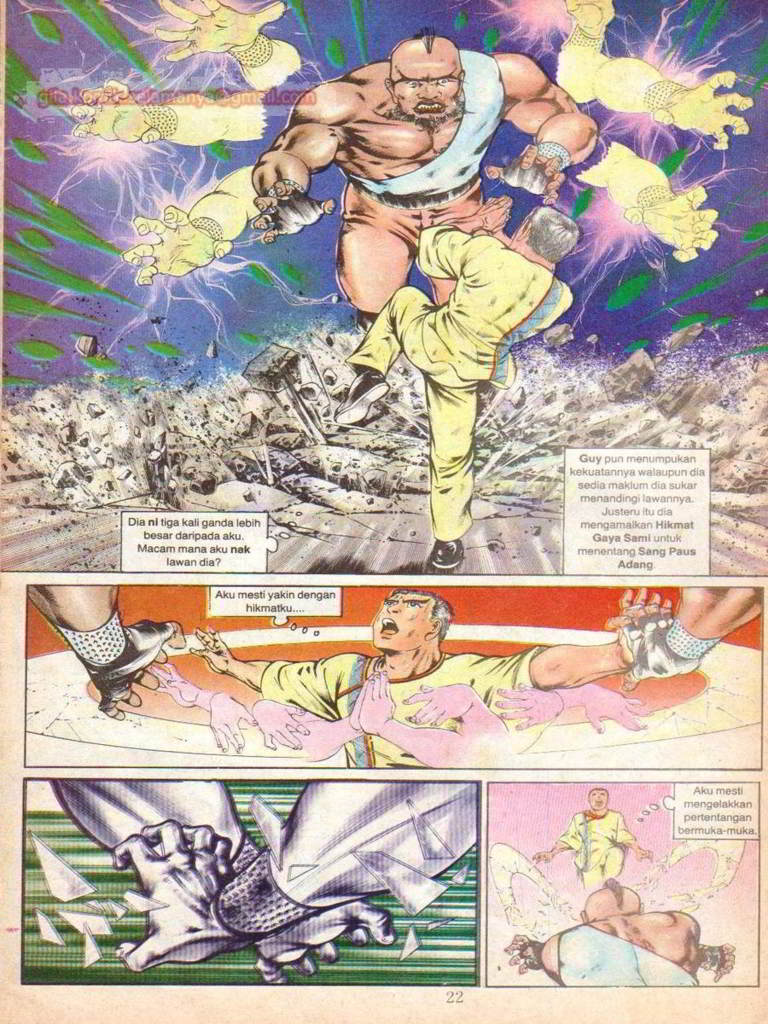 Dia ni tiga kali ganda lebih
besar daripada aku.
Macam mana aku nak
lawan dia?
Guy pun menumpukan
kekuatannya walaupun dia
sedia maklum dia sukar
menandingi lawannya.
Justeru itu dia
mengamalkan Hikmat
Gaya Sami untuk
menentang Sang Paus
Adang.
Aku mesti yakin dengan
hikmatku....
Aku mesti
mengelakkan
pertentangan
bermuka-muka.
22